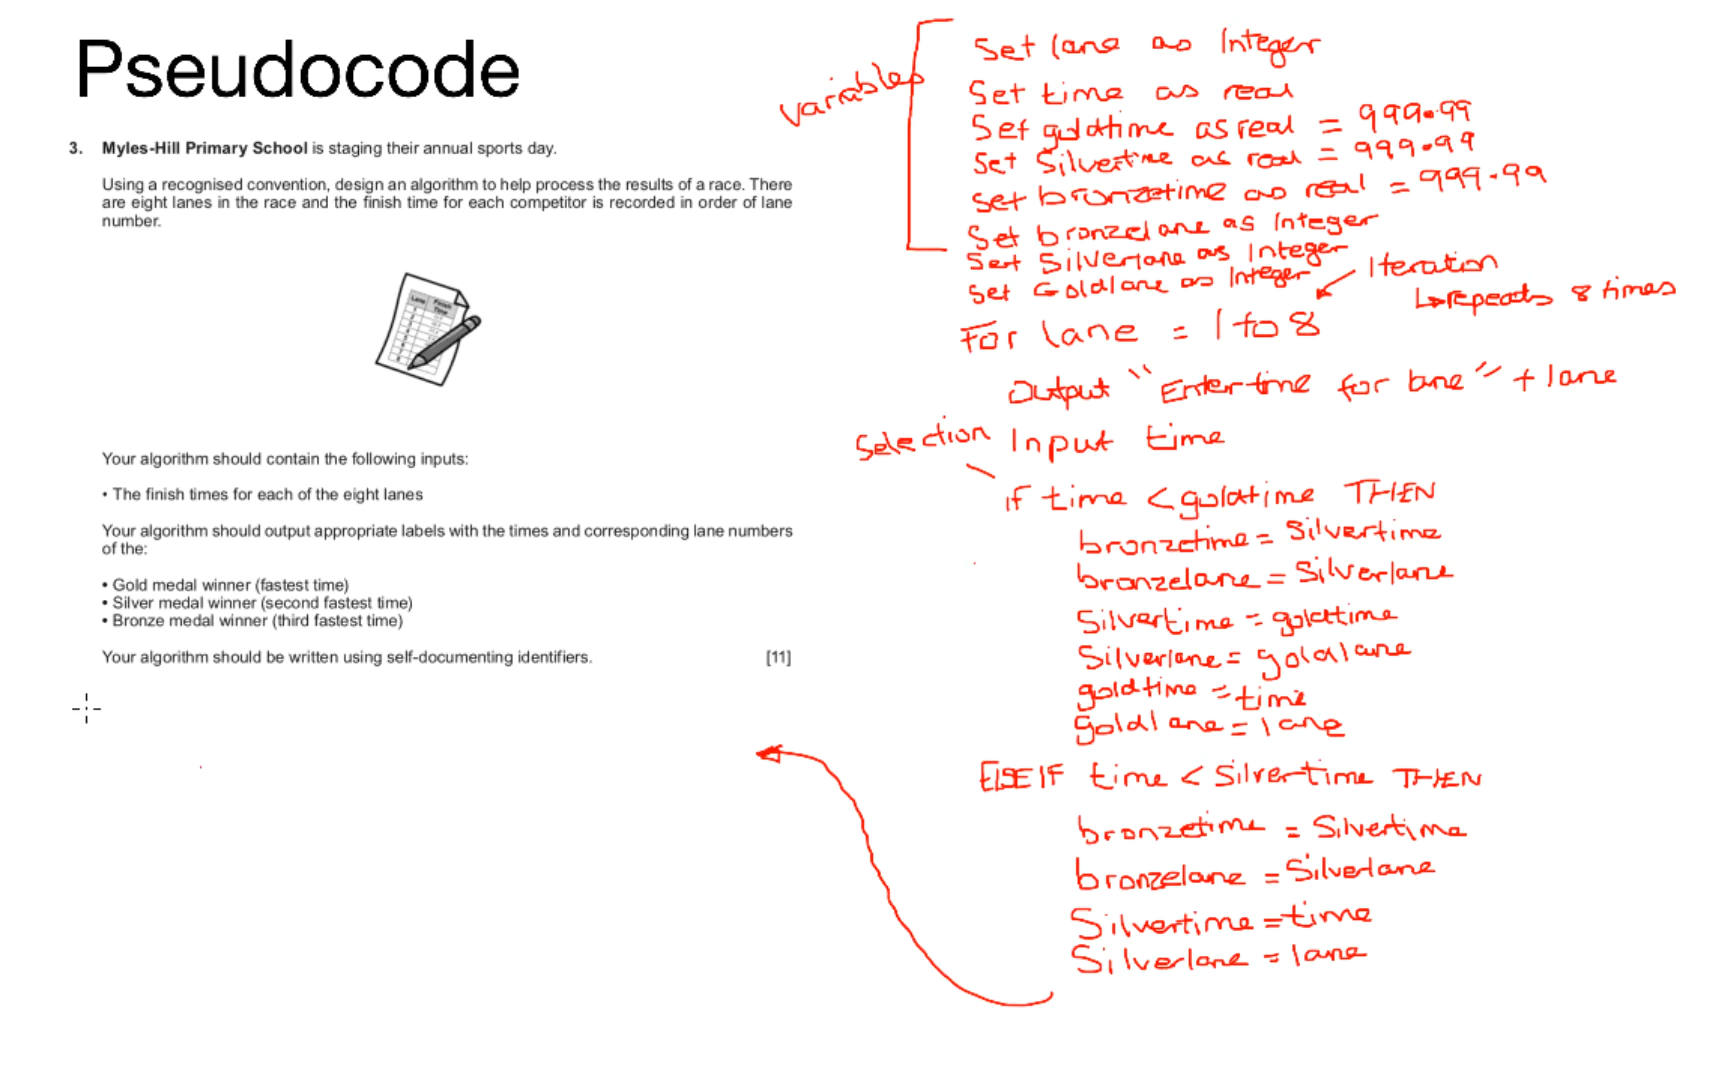 Pseudocode
3. Myles-Hill Primary School is staging their annual sports day.
Using a recognised convention, design an algorithm to help process the results of a race. There
are eight lanes in the race and the finish time for each competitor is recorded in order of lane
number.
Lane Finish Time
Your algorithm should contain the following inputs:
• The finish times for each of the eight lanes
Your algorithm should output appropriate labels with the times and corresponding lane numbers
of the:
• Gold medal winner (fastest time)
• Silver medal winner (second fastest time)
• Bronze medal winner (third fastest time)
Your algorithm should be written using self-documenting identifiers. [11]
variables
Set lane as Integer
Set time as real
Set goldtime as real = 999.99
Set Silvertime as real = 999.99
Set bronzetime as real = 999.99
Set bronzelane as Integer
Set Silverlane as Integer
Set Goldlane as Integer
Iteration
↳repeats 8 times
For lane = 1 to 8
Output "Enter time for lane" + lane
Selection
Input time
if time < goldtime THEN
bronzetime = Silvertime
bronzelane = Silverlane
Silvertime = goldtime
Silverlane = goldlane
goldtime = time
goldlane = lane
ELSEIF time < Silvertime THEN
bronzetime = Silvertime
bronzelane = Silverlane
Silvertime = time
Silverlane = lane